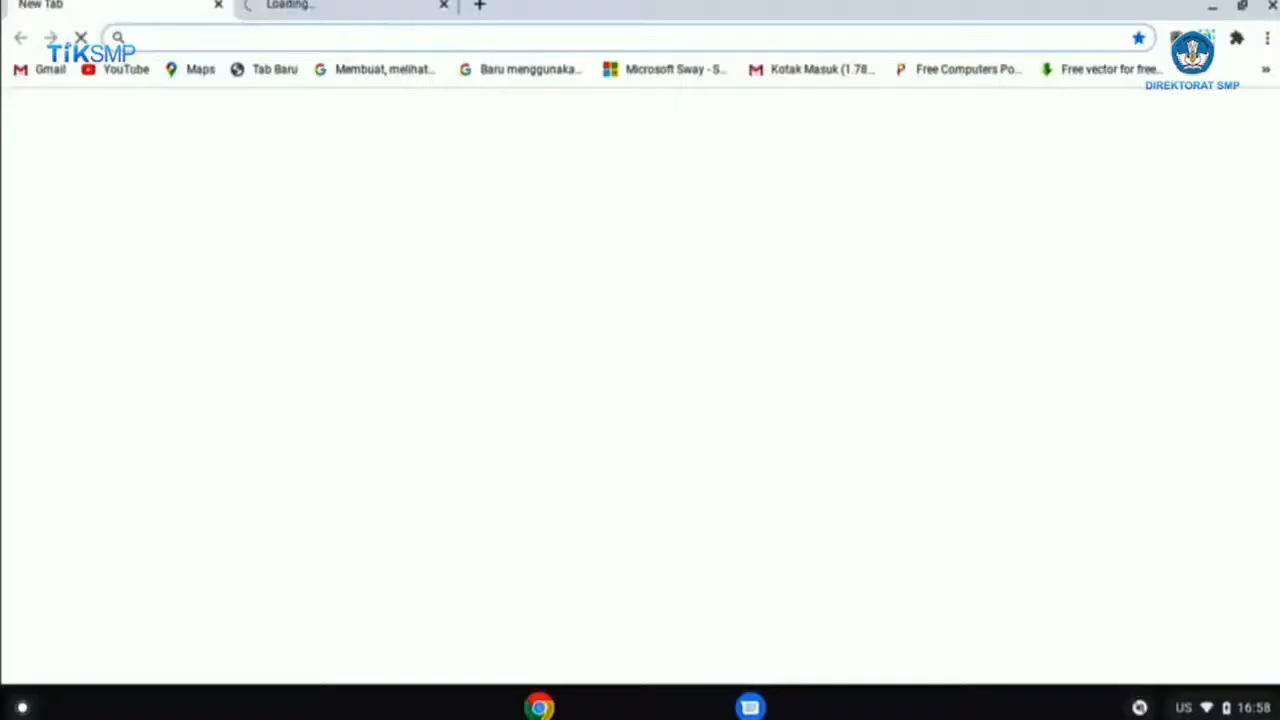 New Tab
Loading...
TiKSMP
Gmail
YouTube
Maps
Tab Baru
Membuat, melihat...
Baru menggunaka...
Microsoft Sway - S...
Kotak Masuk (1.78...
Free Computers Po...
Free vector for free...
DIREKTORAT SMP
US
16:58